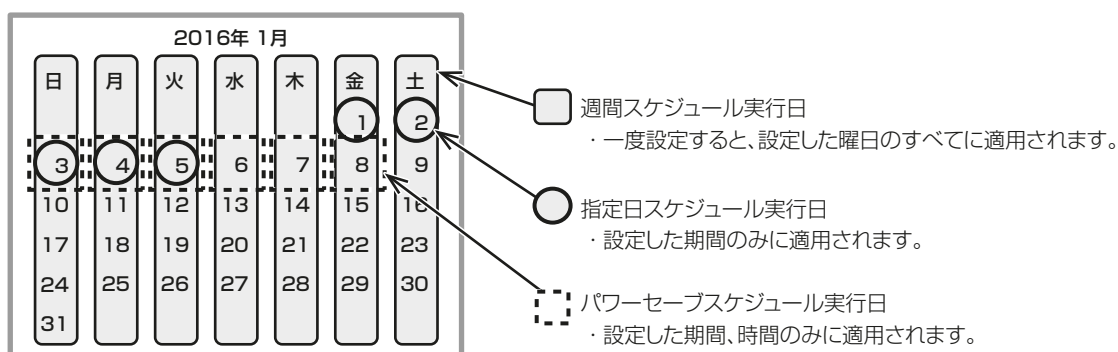 2016年 1月
日 月 火 水 木 金 土
1 2
3 4 5 6 7 8 9
10 11 12 13 14 15 16
17 18 19 20 21 22 23
24 25 26 27 28 29 30
31
週間スケジュール実行日
・一度設定すると、設定した曜日のすべてに適用されます。
指定日スケジュール実行日
・設定した期間のみに適用されます。
パワーセーブスケジュール実行日
・設定した期間、時間のみに適用されます。